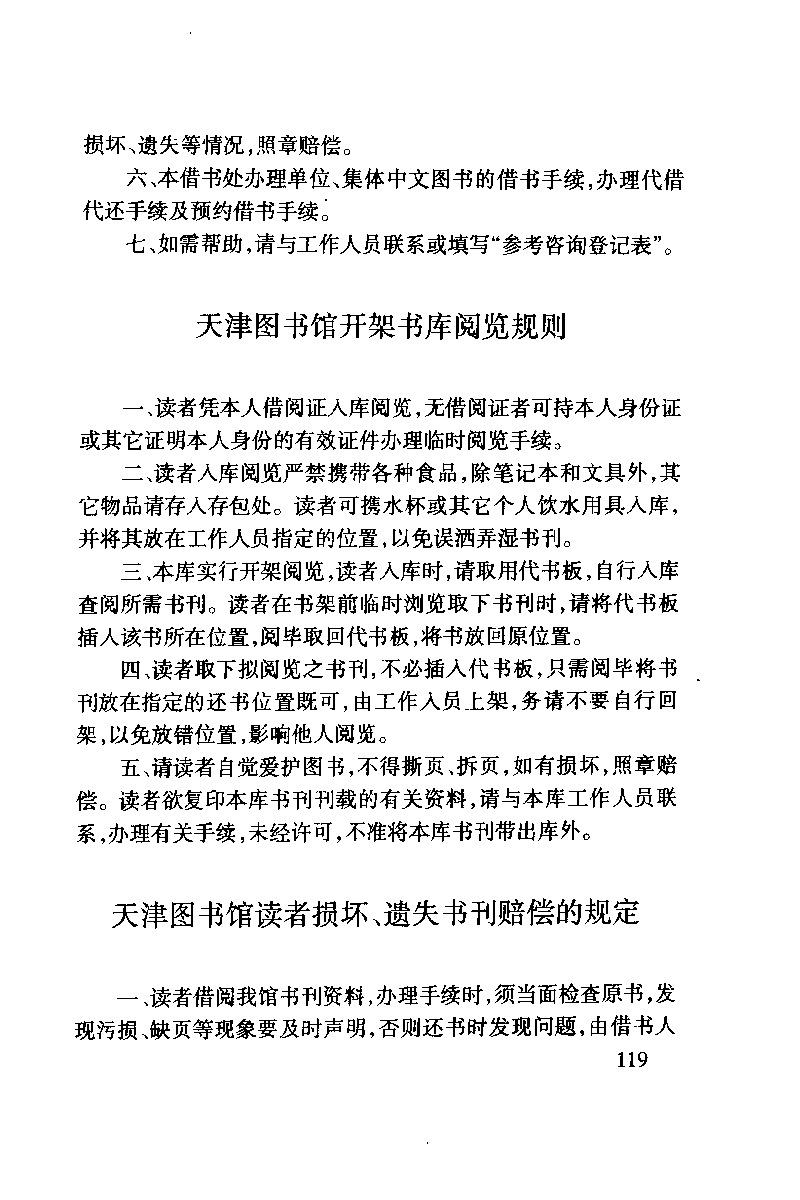 损坏、遗失等情况,照章赔偿。
六、本借书处办理单位、集体中文图书的借书手续,办理代借
代还手续及预约借书手续。
七、如需帮助,请与工作人员联系或填写“参考咨询登记表”。
天津图书馆开架书库阅览规则
一、读者凭本人借阅证入库阅览,无借阅证者可持本人身份证
或其它证明本人身份的有效证件办理临时阅览手续。
二、读者入库阅览严禁携带各种食品,除笔记本和文具外,其
它物品请存入存包处。读者可携水杯或其它个人饮水用具入库,
并将其放在工作人员指定的位置,以免误洒弄湿书刊。
三、本库实行开架阅览,读者入库时,请取用代书板,自行入库
查阅所需书刊。读者在书架前临时浏览取下书刊时,请将代书板
插入该书所在位置,阅毕取回代书板,将书放回原位置。
四、读者取下拟阅览之书刊,不必插入代书板,只需阅毕将书
刊放在指定的还书位置既可,由工作入员上架,务请不要自行回
架,以免放错位置,影响他人阅览。
五、请读者自觉爱护图书,不得撕页、拆页,如有损坏,照章赔
偿。读者欲复印本库书刊刊载的有关资料,请与本库工作人员联
系,办理有关手续,未经许可,不准将本库书刊带出库外。
天津图书馆读者损坏、遗失书刊赔偿的规定
一、读者借阅我馆书刊资料,办理手续时,须当面检查原书,发
现污损、缺页等现象要及时声明,否则还书时发现问题,由借书人
119